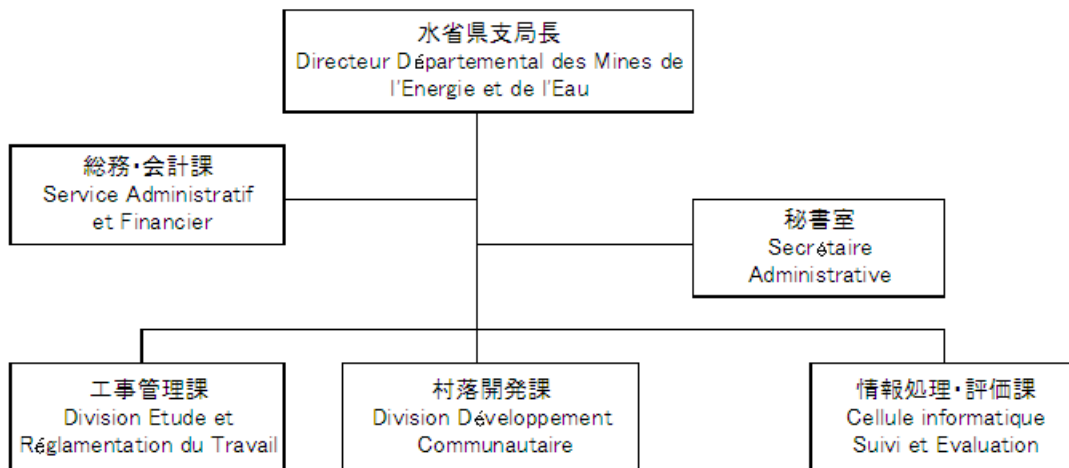 水省県支局長
Directeur Départemental des Mines de
l'Energie et de l'Eau
総務・会計課
Service Administratif
et Financier
秘書室
Secrétaire
Administrative
工事管理課
Division Etude et
Réglamentation du Travail
村落開発課
Division Développement
Communautaire
情報処理・評価課
Cellule informatique
Suivi et Evaluation